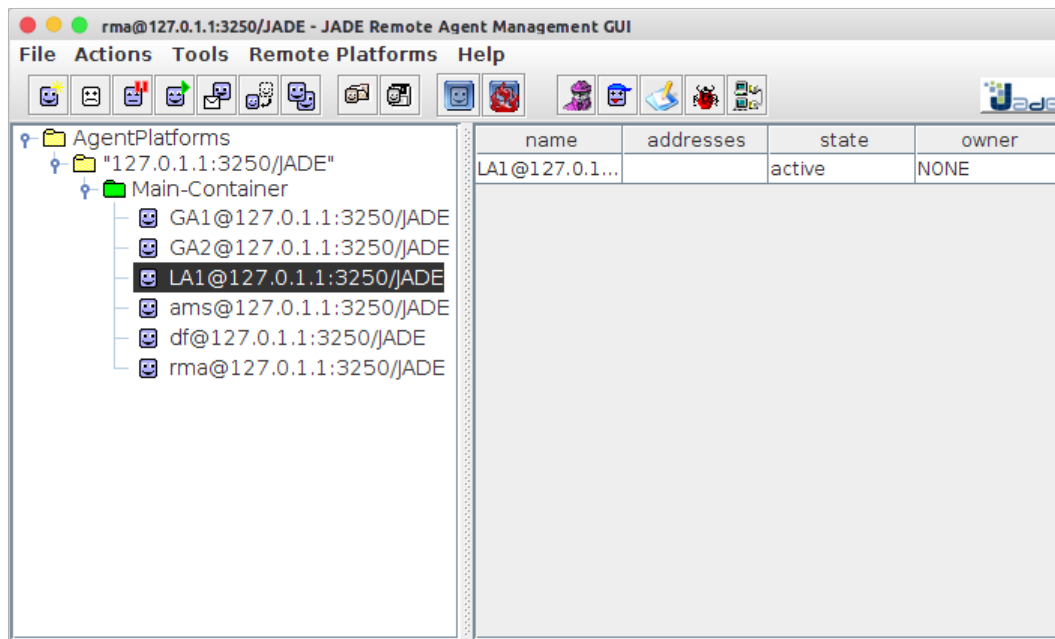 rma@127.0.1.1:3250/JADE - JADE Remote Agent Management GUI
File Actions Tools Remote Platforms Help
Jade
AgentPlatforms
"127.0.1.1:3250/JADE"
Main-Container
GA1@127.0.1.1:3250/JADE
GA2@127.0.1.1:3250/JADE
LA1@127.0.1.1:3250/JADE
ams@127.0.1.1:3250/JADE
df@127.0.1.1:3250/JADE
rma@127.0.1.1:3250/JADE
name addresses state owner
LA1@127.0.1... active NONE